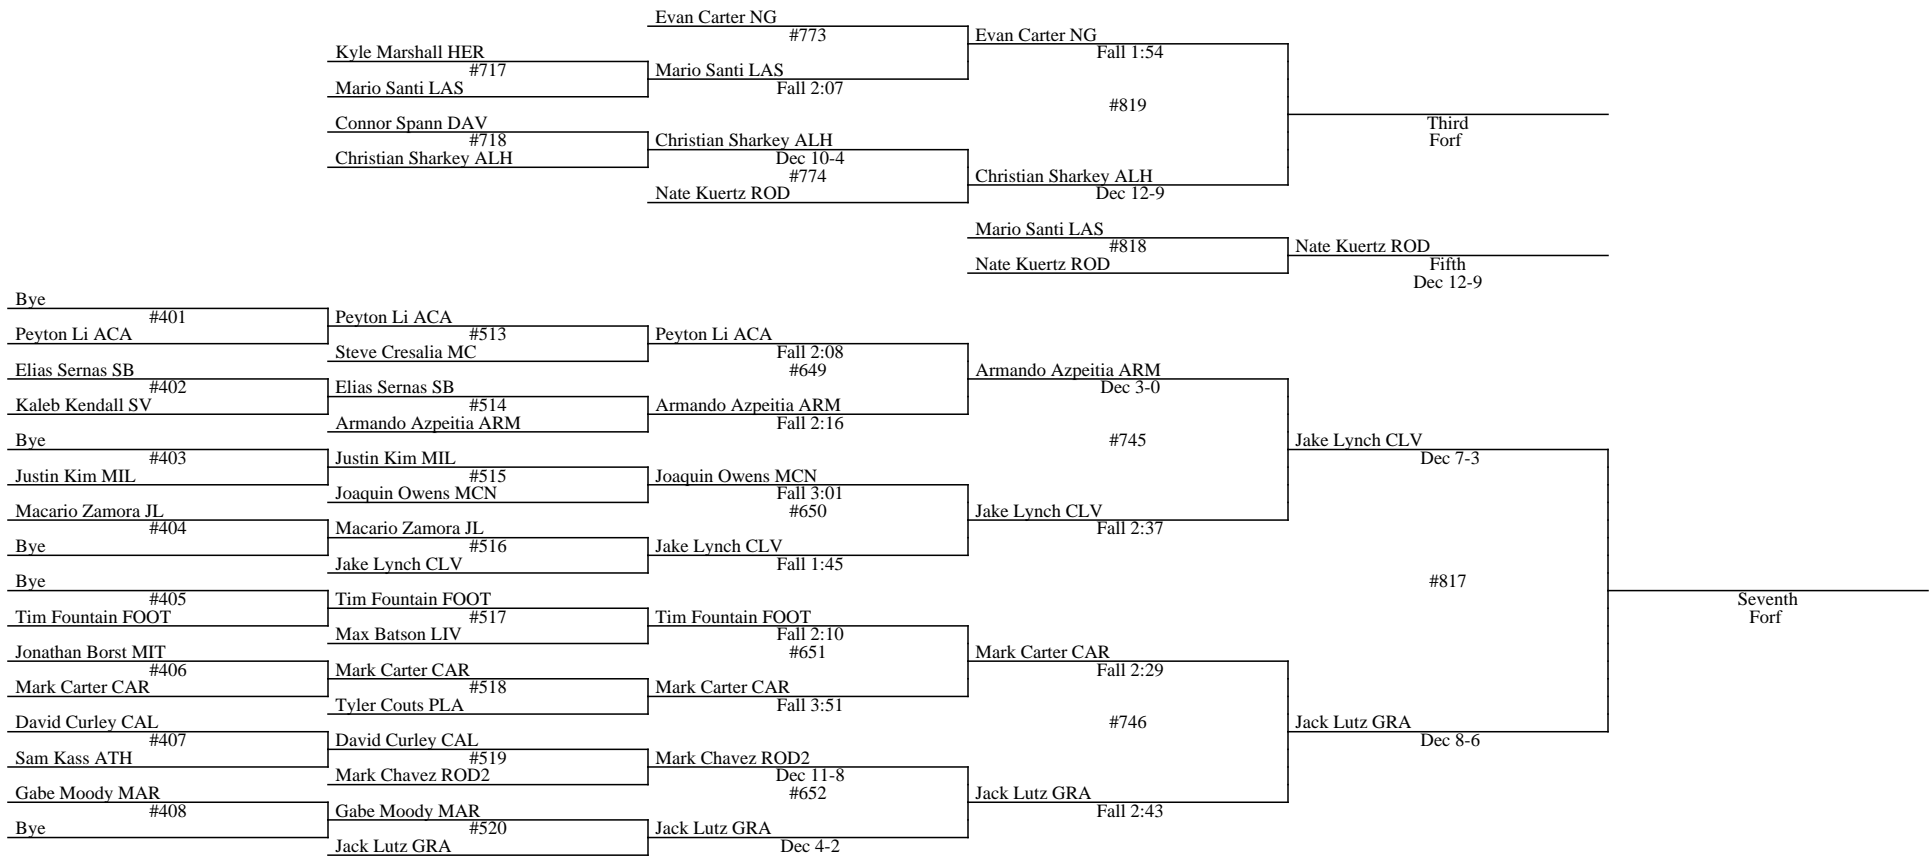 Evan Carter NG
#773
Evan Carter NG
Kyle Marshall HER
Fall 1:54
#717
Mario Santi LAS
Mario Santi LAS
Fall 2:07
#819
Connor Spann DAV
Third
#718
Christian Sharkey ALH
Forf
Christian Sharkey ALH
Dec 10-4
#774
Christian Sharkey ALH
Nate Kuertz ROD
Dec 12-9
Mario Santi LAS
#818
Nate Kuertz ROD
Nate Kuertz ROD
Fifth
Dec 12-9
Bye
#401
Peyton Li ACA
Peyton Li ACA
#513
Peyton Li ACA
Steve Cresalia MC
Fall 2:08
Elias Sernas SB
#649
Armando Azpeitia ARM
#402
Elias Sernas SB
Dec 3-0
Kaleb Kendall SV
#514
Armando Azpeitia ARM
Armando Azpeitia ARM
Fall 2:16
Bye
#745
Jake Lynch CLV
#403
Justin Kim MIL
Dec 7-3
Justin Kim MIL
#515
Joaquin Owens MCN
Joaquin Owens MCN
Fall 3:01
Macario Zamora JL
#650
Jake Lynch CLV
#404
Macario Zamora JL
Fall 2:37
Bye
#516
Jake Lynch CLV
Jake Lynch CLV
Fall 1:45
Bye
#817
#405
Tim Fountain FOOT
Seventh
Tim Fountain FOOT
#517
Tim Fountain FOOT
Forf
Max Batson LIV
Fall 2:10
Jonathan Borst MIT
#651
Mark Carter CAR
#406
Mark Carter CAR
Fall 2:29
Mark Carter CAR
#518
Mark Carter CAR
Tyler Couts PLA
Fall 3:51
David Curley CAL
#746
Jack Lutz GRA
#407
David Curley CAL
Dec 8-6
Sam Kass ATH
#519
Mark Chavez ROD2
Mark Chavez ROD2
Dec 11-8
Gabe Moody MAR
#652
Jack Lutz GRA
#408
Gabe Moody MAR
Fall 2:43
Bye
#520
Jack Lutz GRA
Jack Lutz GRA
Dec 4-2